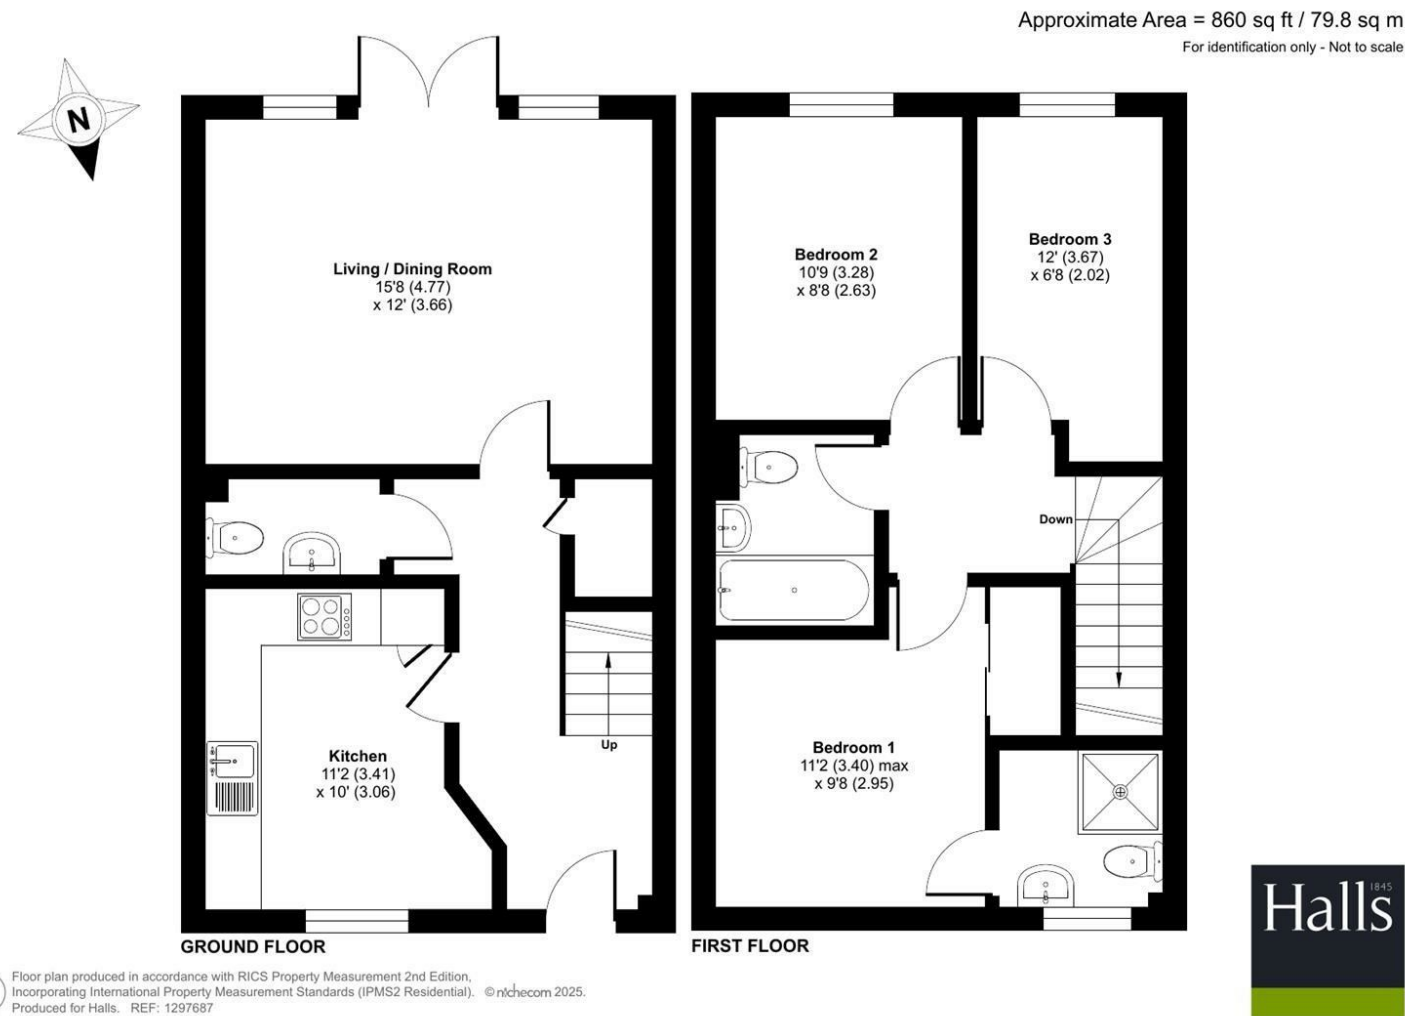 Approximate Area = 860 sq ft / 79.8 sq m
For identification only - Not to scale
N
Living / Dining Room
15'8 (4.77)
x 12' (3.66)
Bedroom 2
10'9 (3.28)
x 8'8 (2.63)
Bedroom 3
12' (3.67)
x 6'8 (2.02)
Down
Up
Kitchen
11'2 (3.41)
x 10' (3.06)
Bedroom 1
11'2 (3.40) max
x 9'8 (2.95)
GROUND FLOOR
FIRST FLOOR
Halls
1845
Floor plan produced in accordance with RICS Property Measurement 2nd Edition,
Incorporating International Property Measurement Standards (IPMS2 Residential). © nichecom 2025.
Produced for Halls. REF: 1297687